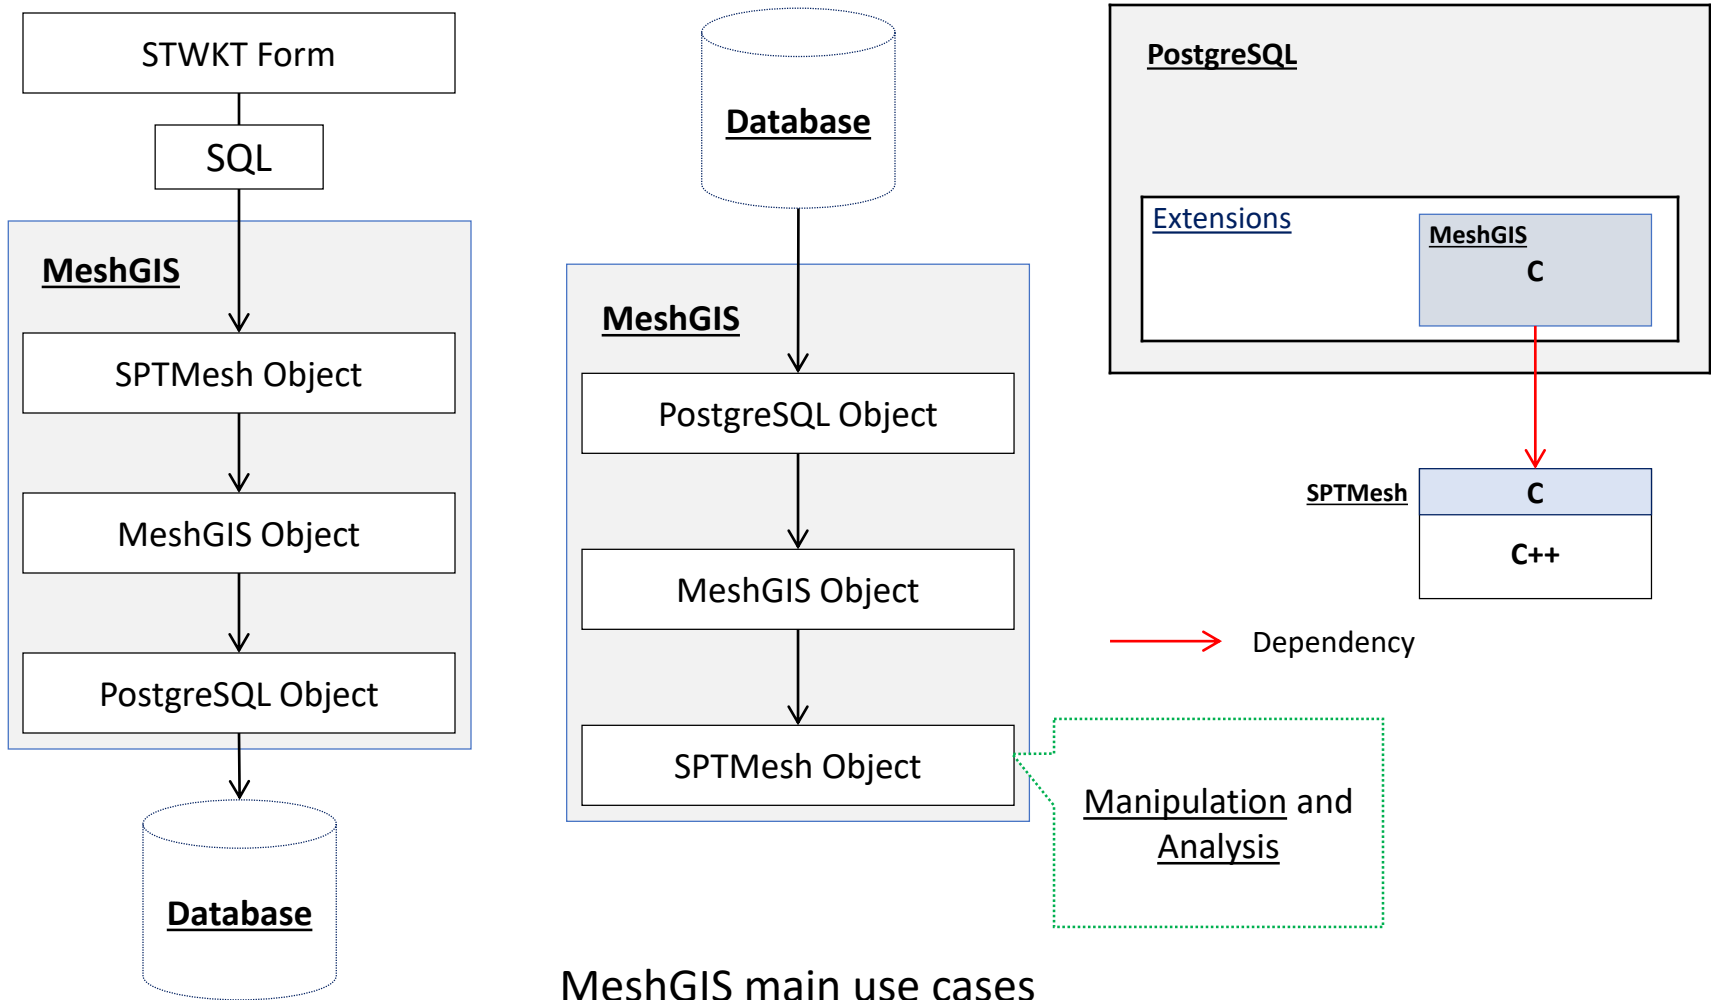 STWKT Form
SQL
MeshGIS
SPTMesh Object
MeshGIS Object
PostgreSQL Object
Database
Database
MeshGIS
PostgreSQL Object
MeshGIS Object
SPTMesh Object
Manipulation and
Analysis
PostgreSQL
Extensions
MeshGIS
C
SPTMesh
C
C++
Dependency
MeshGIS main use cases